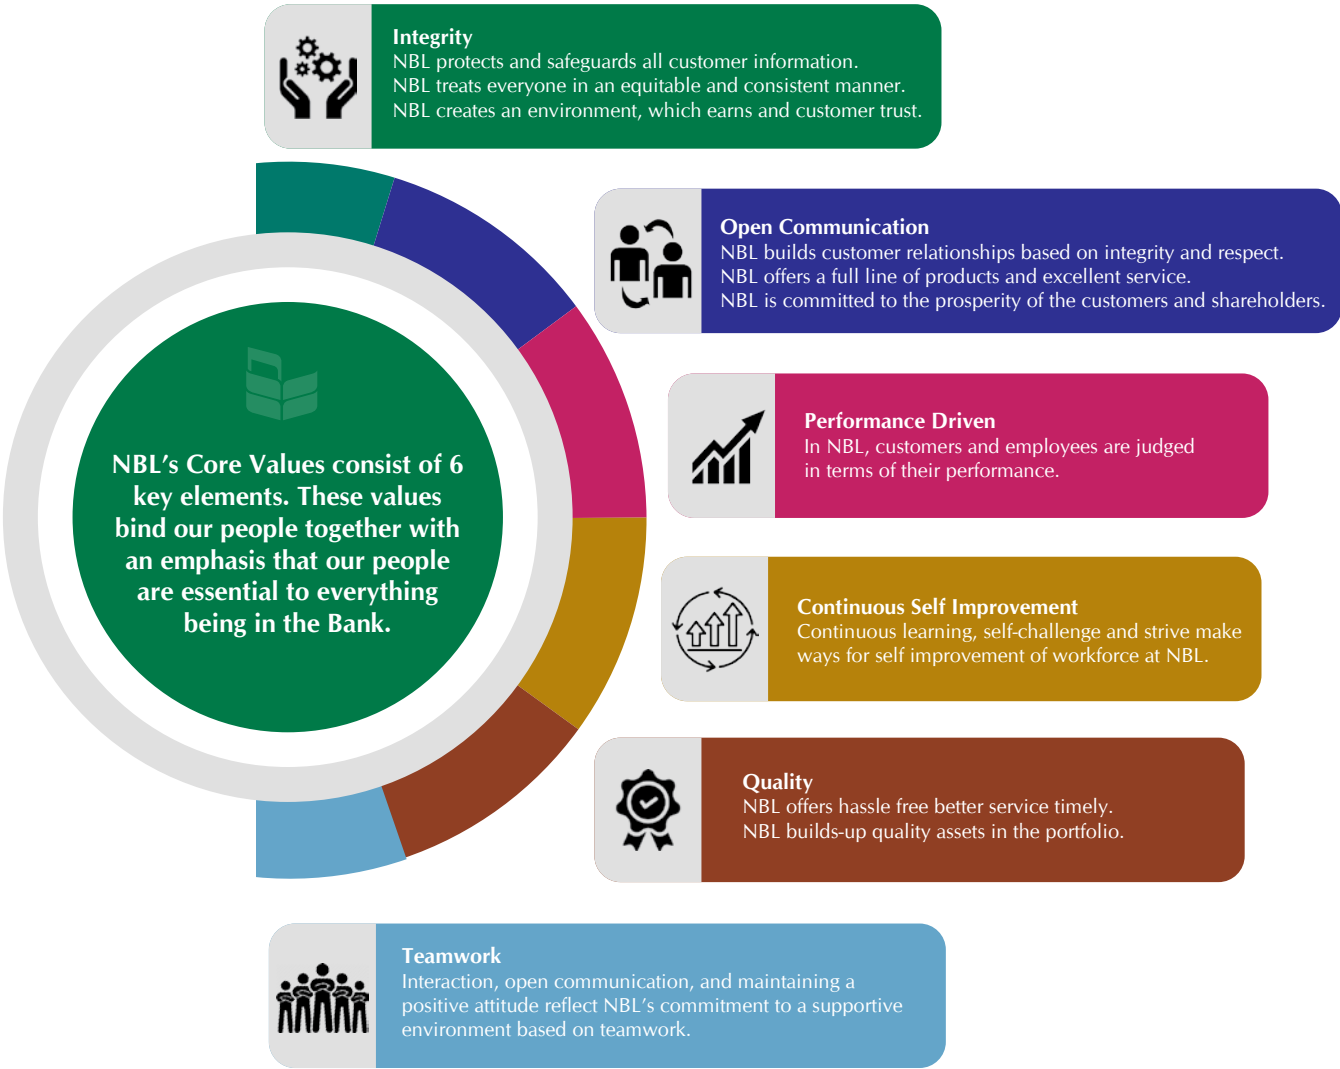 Integrity
NBL protects and safeguards all customer information.
NBL treats everyone in an equitable and consistent manner.
NBL creates an environment, which earns and customer trust.
Open Communication
NBL builds customer relationships based on integrity and respect.
NBL offers a full line of products and excellent service.
NBL is committed to the prosperity of the customers and shareholders.
NBL’s Core Values consist of 6
key elements. These values
bind our people together with
an emphasis that our people
are essential to everything
being in the Bank.
Performance Driven
In NBL, customers and employees are judged
in terms of their performance.
Continuous Self Improvement
Continuous learning, self-challenge and strive make
ways for self improvement of workforce at NBL.
Quality
NBL offers hassle free better service timely.
NBL builds-up quality assets in the portfolio.
Teamwork
Interaction, open communication, and maintaining a
positive attitude reflect NBL’s commitment to a supportive
environment based on teamwork.